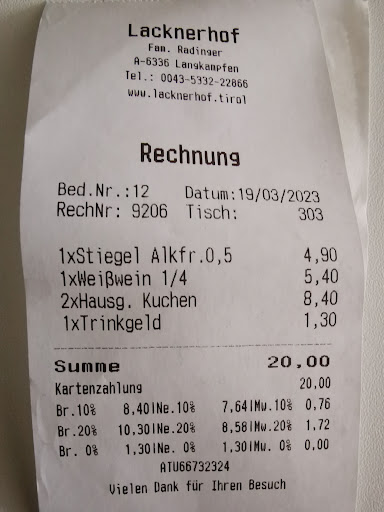 Lacknerhof
Fam. Radinger
A-6336 Langkampfen
Tel.: 0043-5332-22866
www.lacknerhof.tirol
Rechnung
Bed.Nr.:12 Datum:19/03/2023
RechNr: 9206 Tisch: 303
1xStiegel Alkfr.0,5 4,90
1xWeißwein 1/4 5,40
2xHausg. Kuchen 8,40
1xTrinkgeld 1,30
Summe 20,00
Kartenzahlung 20,00
Br.10% 8,40|Ne.10% 7,64|Mw.10% 0,76
Br.20% 10,30|Ne.20% 8,58|Mw.20% 1,72
Br. 0% 1,30|Ne. 0% 1,30|Mw. 0% 0,00
ATU66732324
Vielen Dank für Ihren Besuch